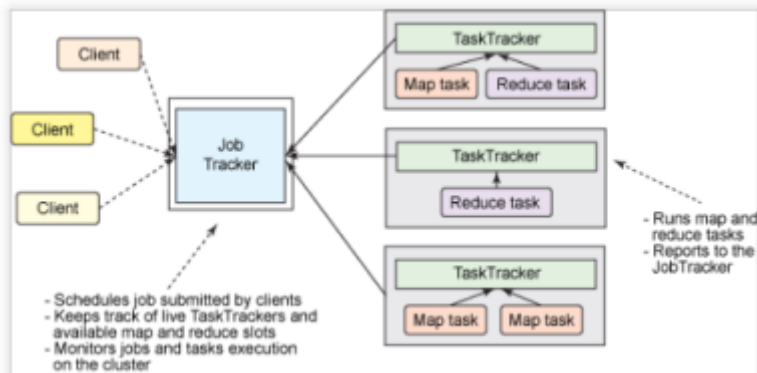 Client
Client
Client
Job
Tracker
TaskTracker
Map task
Reduce task
TaskTracker
Reduce task
TaskTracker
Map task
Map task
- Schedules job submitted by clients
- Keeps track of live TaskTrackers and
available map and reduce slots
- Monitors jobs and tasks execution
on the cluster
- Runs map and
reduce tasks
- Reports to the
JobTracker